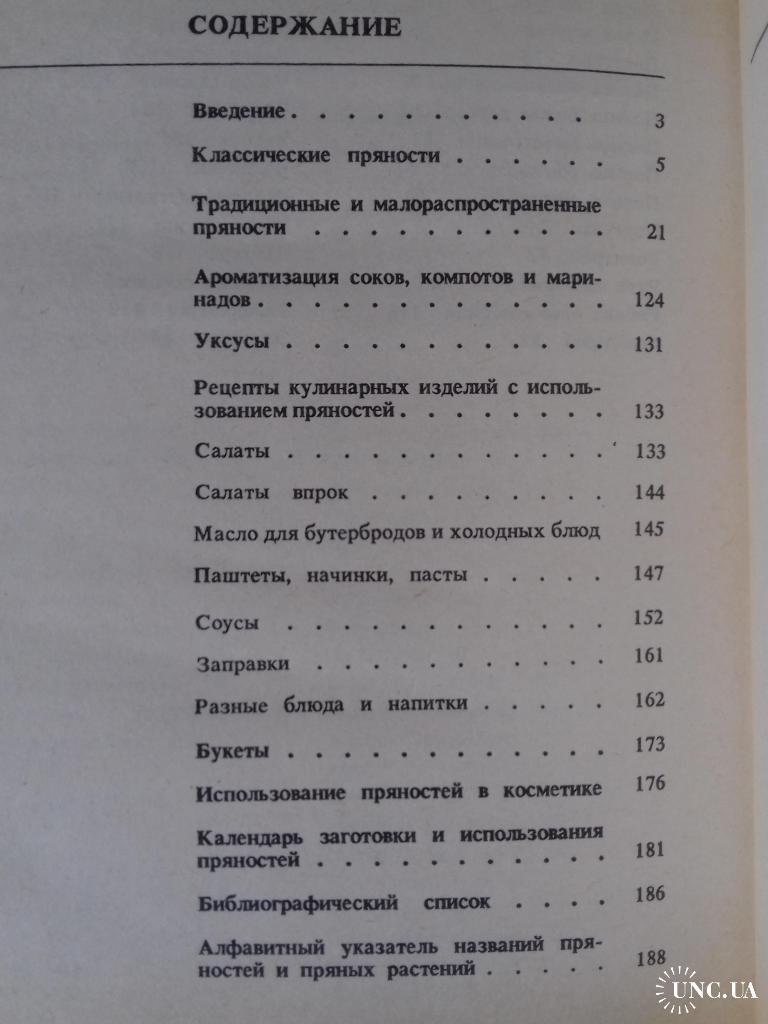 СОДЕРЖАНИЕ
Введение . . . . . . . . . . . 3
Классические пряности . . . . . . 5
Традиционные и малораспространенные
пряности . . . . . . . . . . . 21
Ароматизация соков, компотов и мари-
надов . . . . . . . . . . . . . 124
Уксусы . . . . . . . . . . . . 131
Рецепты кулинарных изделий с исполь-
зованием пряностей . . . . . . . . 133
Салаты . . . . . . . . . . . . 133
Салаты впрок . . . . . . . . . 144
Масло для бутербродов и холодных блюд 145
Паштеты, начинки, пасты . . . . . 147
Соусы . . . . . . . . . . . . 152
Заправки . . . . . . . . . . . 161
Разные блюда и напитки . . . . . 162
Букеты . . . . . . . . . . . . 173
Использование пряностей в косметике 176
Календарь заготовки и использования
пряностей . . . . . . . . . . . 181
Библиографический список . . . . 186
Алфавитный указатель названий пря-
ностей и пряных растений . . . . . 188
UNC.UA